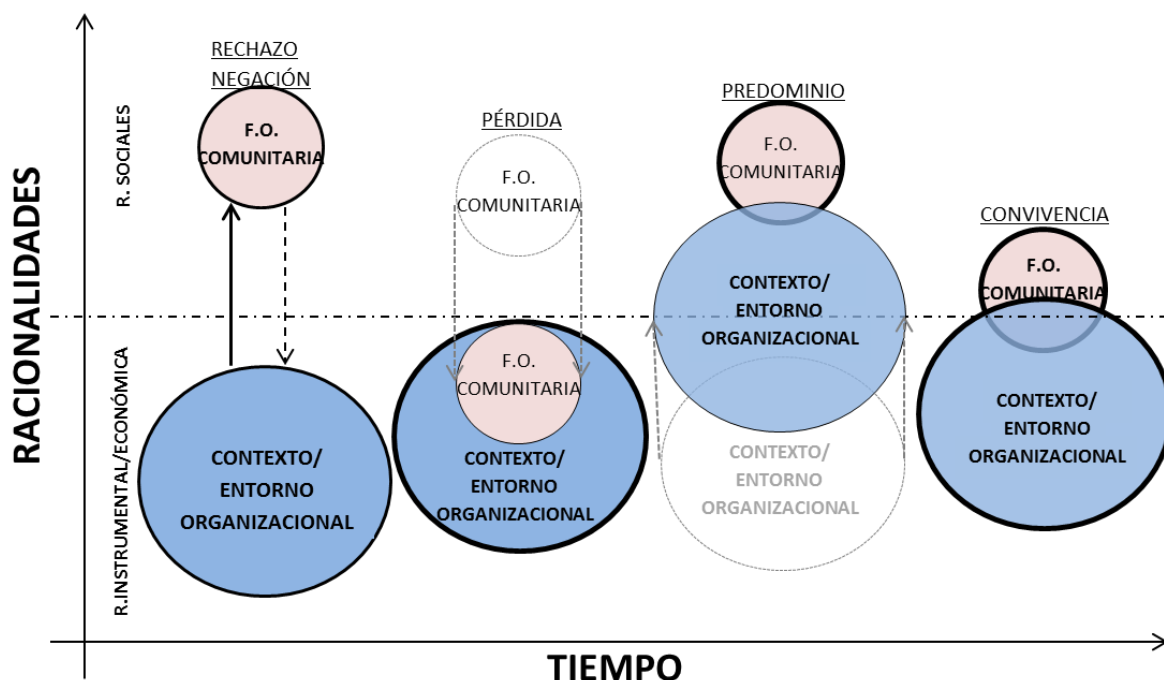 RACIONALIDADES
R. SOCIALES
R.INSTRUMENTAL/ECONÓMICA
RECHAZO
NEGACIÓN
F.O.
COMUNITARIA
CONTEXTO/
ENTORNO
ORGANIZACIONAL
PÉRDIDA
F.O.
COMUNITARIA
F.O.
COMUNITARIA
CONTEXTO/
ENTORNO
ORGANIZACIONAL
PREDOMINIO
F.O.
COMUNITARIA
CONTEXTO/
ENTORNO
ORGANIZACIONAL
CONTEXTO/
ENTORNO
ORGANIZACIONAL
CONVIVENCIA
F.O.
COMUNITARIA
CONTEXTO/
ENTORNO
ORGANIZACIONAL
TIEMPO